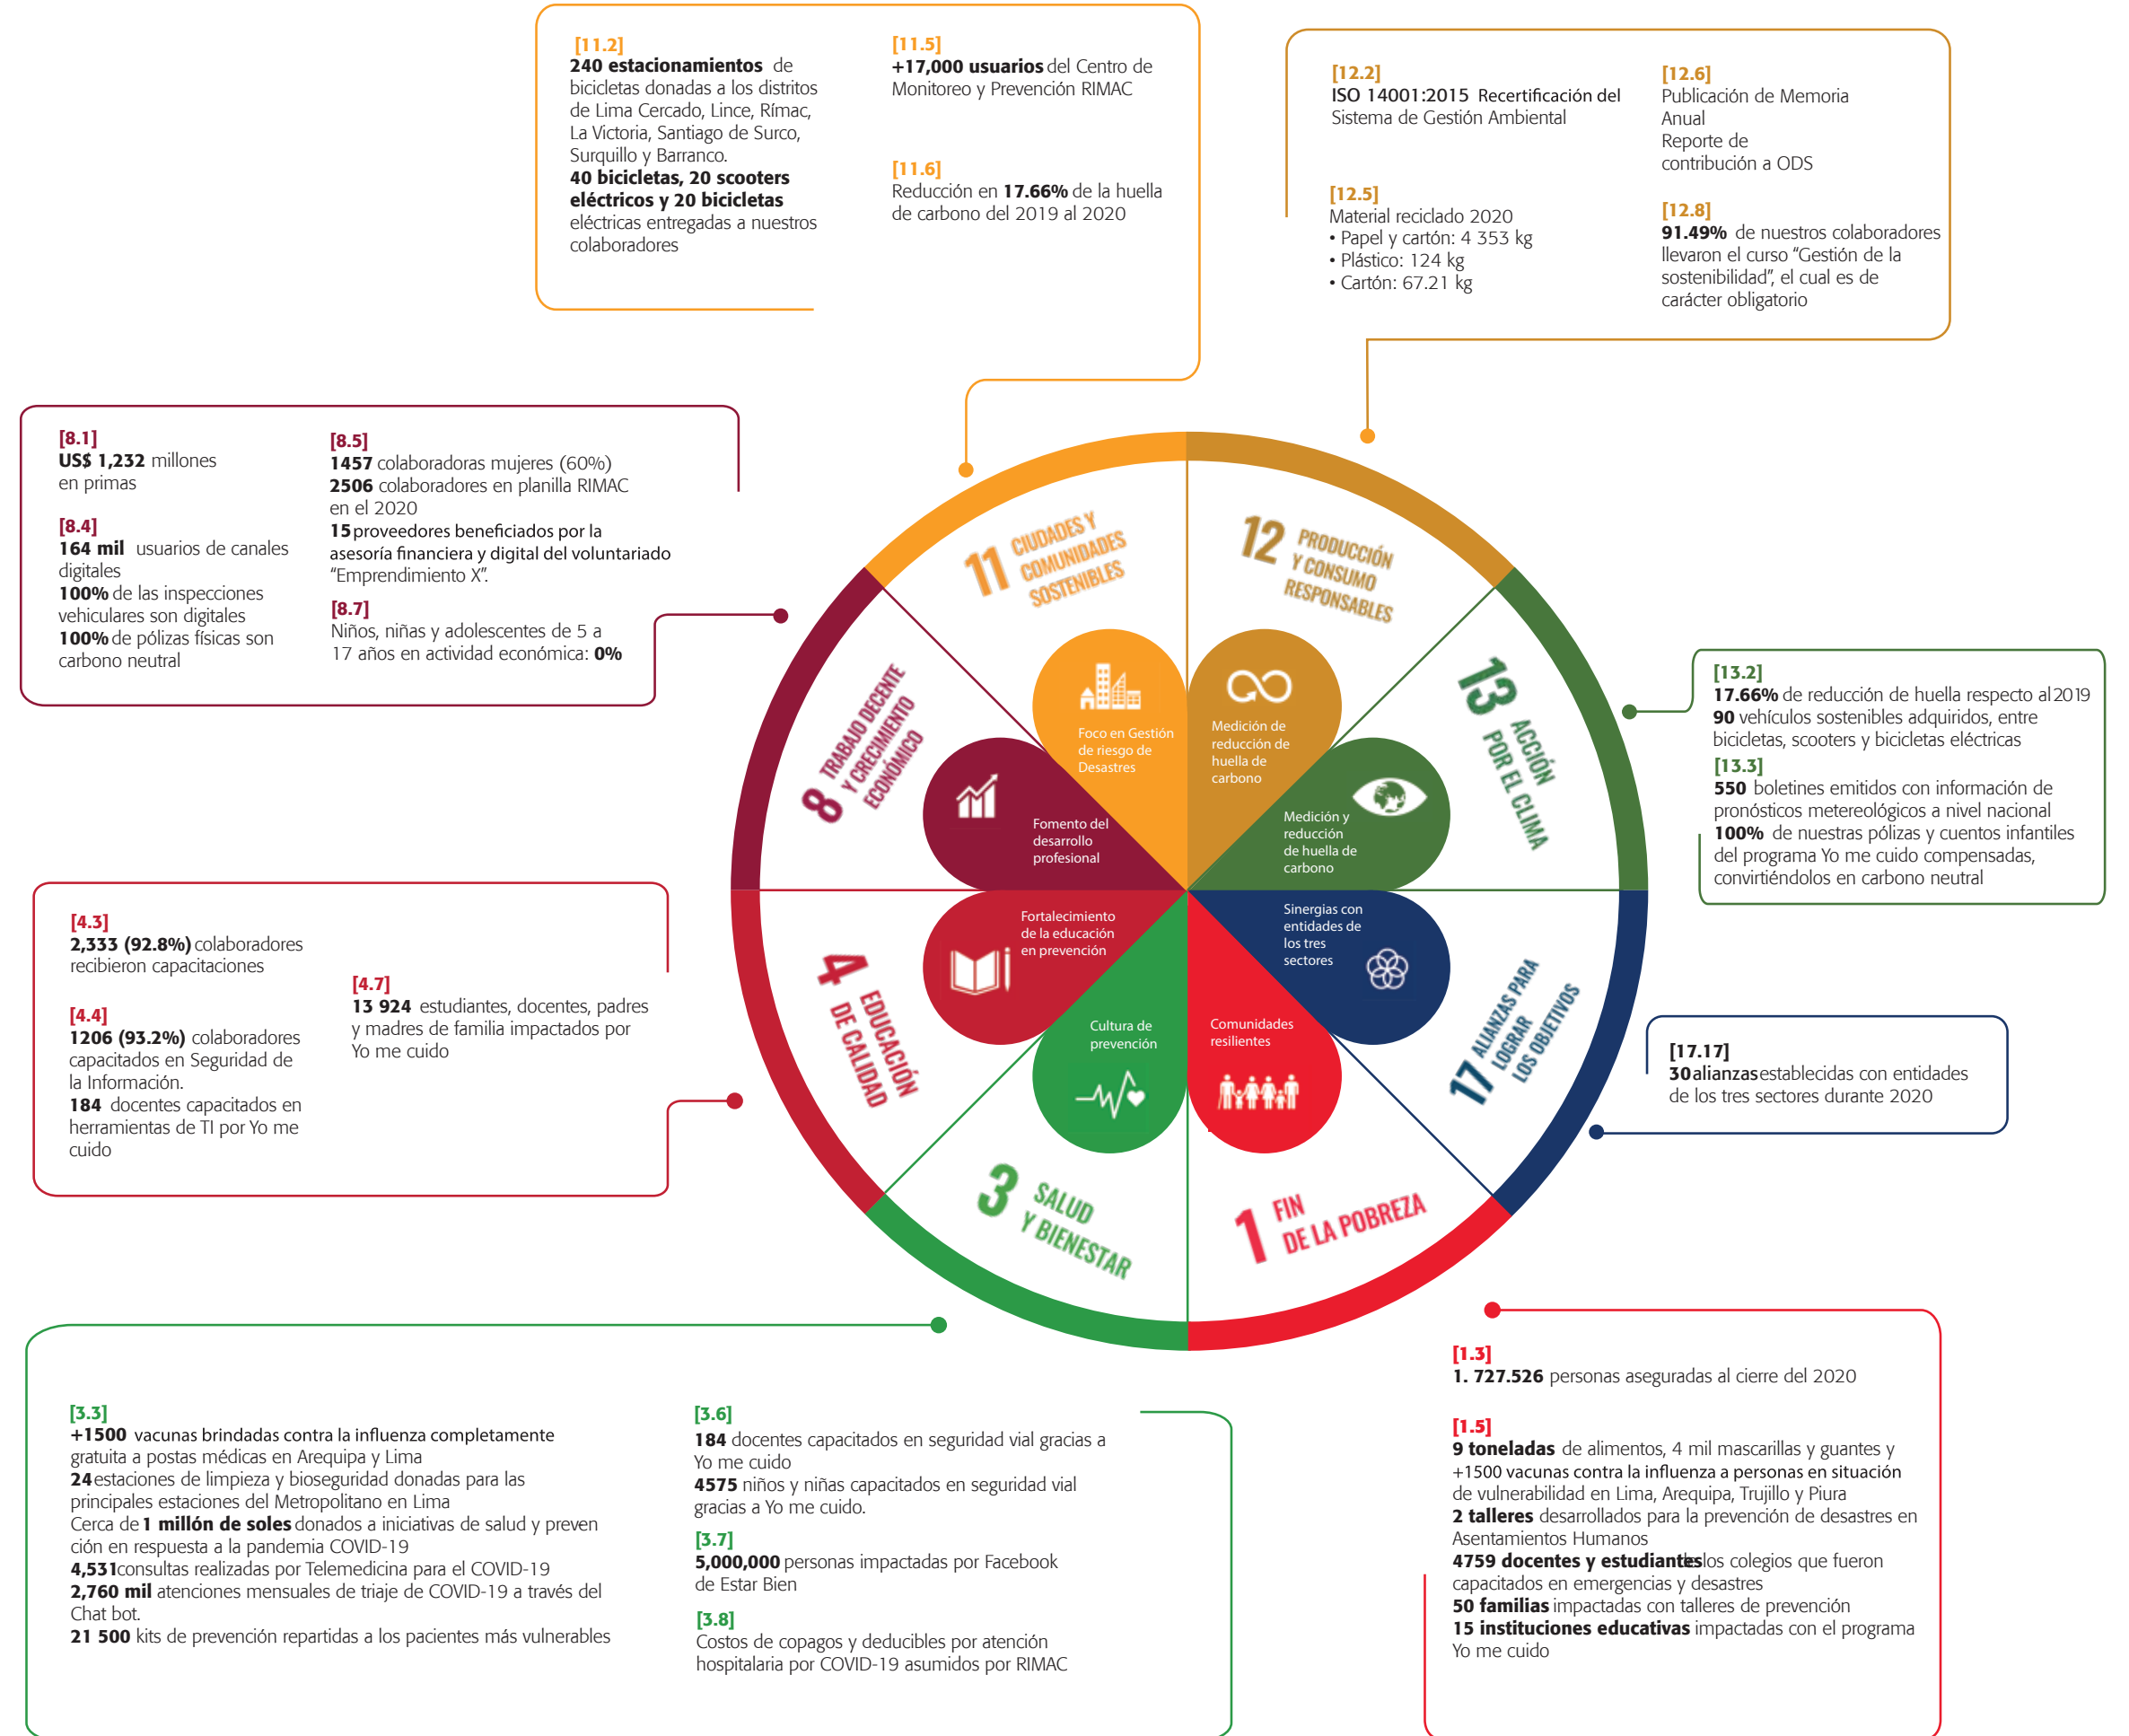 [11.2]
240 estacionamientos de
bicicletas donadas a los distritos
de Lima Cercado, Lince, Rímac,
La Victoria, Santiago de Surco,
Surquillo y Barranco.
40 bicicletas, 20 scooters
eléctricos y 20 bicicletas
eléctricas entregadas a nuestros
colaboradores
[11.5]
+17,000 usuarios del Centro de
Monitoreo y Prevención RIMAC
[11.6]
Reducción en 17.66% de la huella
de carbono del 2019 al 2020
[12.2]
ISO 14001:2015 Recertificación del
Sistema de Gestión Ambiental
[12.5]
Material reciclado 2020
• Papel y cartón: 4 353 kg
• Plástico: 124 kg
• Cartón: 67.21 kg
[12.6]
Publicación de Memoria
Anual
Reporte de
contribución a ODS
[12.8]
91.49% de nuestros colaboradores
llevaron el curso “Gestión de la
sostenibilidad”, el cual es de
carácter obligatorio
[8.1]
US$ 1,232 millones
en primas
[8.4]
164 mil usuarios de canales
digitales
100% de las inspecciones
vehiculares son digitales
100% de pólizas físicas son
carbono neutral
[8.5]
1457 colaboradoras mujeres (60%)
2506 colaboradores en planilla RIMAC
en el 2020
15 proveedores beneficiados por la
asesoría financiera y digital del voluntariado
“Emprendimiento X”.
[8.7]
Niños, niñas y adolescentes de 5 a
17 años en actividad económica: 0%
11 CIUDADES Y
COMUNIDADES
SOSTENIBLES
12 PRODUCCIÓN
Y CONSUMO
RESPONSABLES
8 TRABAJO DECENTE
Y CRECIMIENTO
ECONÓMICO
13 ACCIÓN
POR EL CLIMA
Foco en Gestión
de riesgo de
Desastres
Medición de
reducción de
huella de
carbono
Fomento del
desarrollo
profesional
Medición y
reducción
de huella de
carbono
[13.2]
17.66% de reducción de huella respecto al 2019
90 vehículos sostenibles adquiridos, entre
bicicletas, scooters y bicicletas eléctricas
[13.3]
550 boletines emitidos con información de
pronósticos metereológicos a nivel nacional
100% de nuestras pólizas y cuentos infantiles
del programa Yo me cuido compensadas,
convirtiéndolos en carbono neutral
[4.3]
2,333 (92.8%) colaboradores
recibieron capacitaciones
[4.4]
1206 (93.2%) colaboradores
capacitados en Seguridad de
la Información.
184 docentes capacitados en
herramientas de TI por Yo me
cuido
[4.7]
13 924 estudiantes, docentes, padres
y madres de familia impactados por
Yo me cuido
Fortalecimiento
de la educación
en prevención
Sinergias con
entidades de
los tres
sectores
Cultura de
prevención
Comunidades
resilientes
4 EDUCACIÓN
DE CALIDAD
17 ALIANZAS PARA
LOGRAR
LOS OBJETIVOS
3 SALUD
Y BIENESTAR
1 FIN
DE LA POBREZA
[17.17]
30 alianzas establecidas con entidades
de los tres sectores durante 2020
[3.3]
+1500 vacunas brindadas contra la influenza completamente
gratuita a postas médicas en Arequipa y Lima
24 estaciones de limpieza y bioseguridad donadas para las
principales estaciones del Metropolitano en Lima
Cerca de 1 millón de soles donados a iniciativas de salud y preven
ción en respuesta a la pandemia COVID-19
4,531 consultas realizadas por Telemedicina para el COVID-19
2,760 mil atenciones mensuales de triaje de COVID-19 a través del
Chat bot.
21 500 kits de prevención repartidas a los pacientes más vulnerables
[3.6]
184 docentes capacitados en seguridad vial gracias a
Yo me cuido
4575 niños y niñas capacitados en seguridad vial
gracias a Yo me cuido.
[3.7]
5,000,000 personas impactadas por Facebook
de Estar Bien
[3.8]
Costos de copagos y deducibles por atención
hospitalaria por COVID-19 asumidos por RIMAC
[1.3]
1. 727.526 personas aseguradas al cierre del 2020
[1.5]
9 toneladas de alimentos, 4 mil mascarillas y guantes y
+1500 vacunas contra la influenza a personas en situación
de vulnerabilidad en Lima, Arequipa, Trujillo y Piura
2 talleres desarrollados para la prevención de desastres en
Asentamientos Humanos
4759 docentes y estudiantes de los colegios que fueron
capacitados en emergencias y desastres
50 familias impactadas con talleres de prevención
15 instituciones educativas impactadas con el programa
Yo me cuido